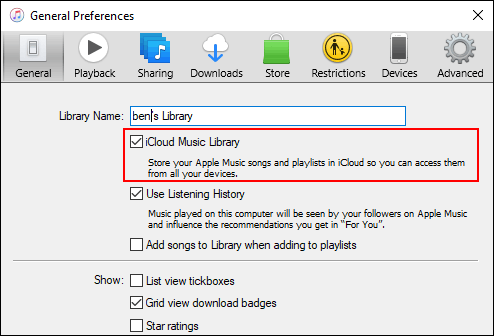 General Preferences
General Playback Sharing Downloads Store Restrictions Devices Advanced
Library Name: ben's Library
iCloud Music Library
Store your Apple Music songs and playlists in iCloud so you can access them
from all your devices.
Use Listening History
Music played on this computer will be seen by your followers on Apple Music
and influence the recommendations you get in "For You".
Add songs to Library when adding to playlists
Show: List view tickboxes
Grid view download badges
Star ratings